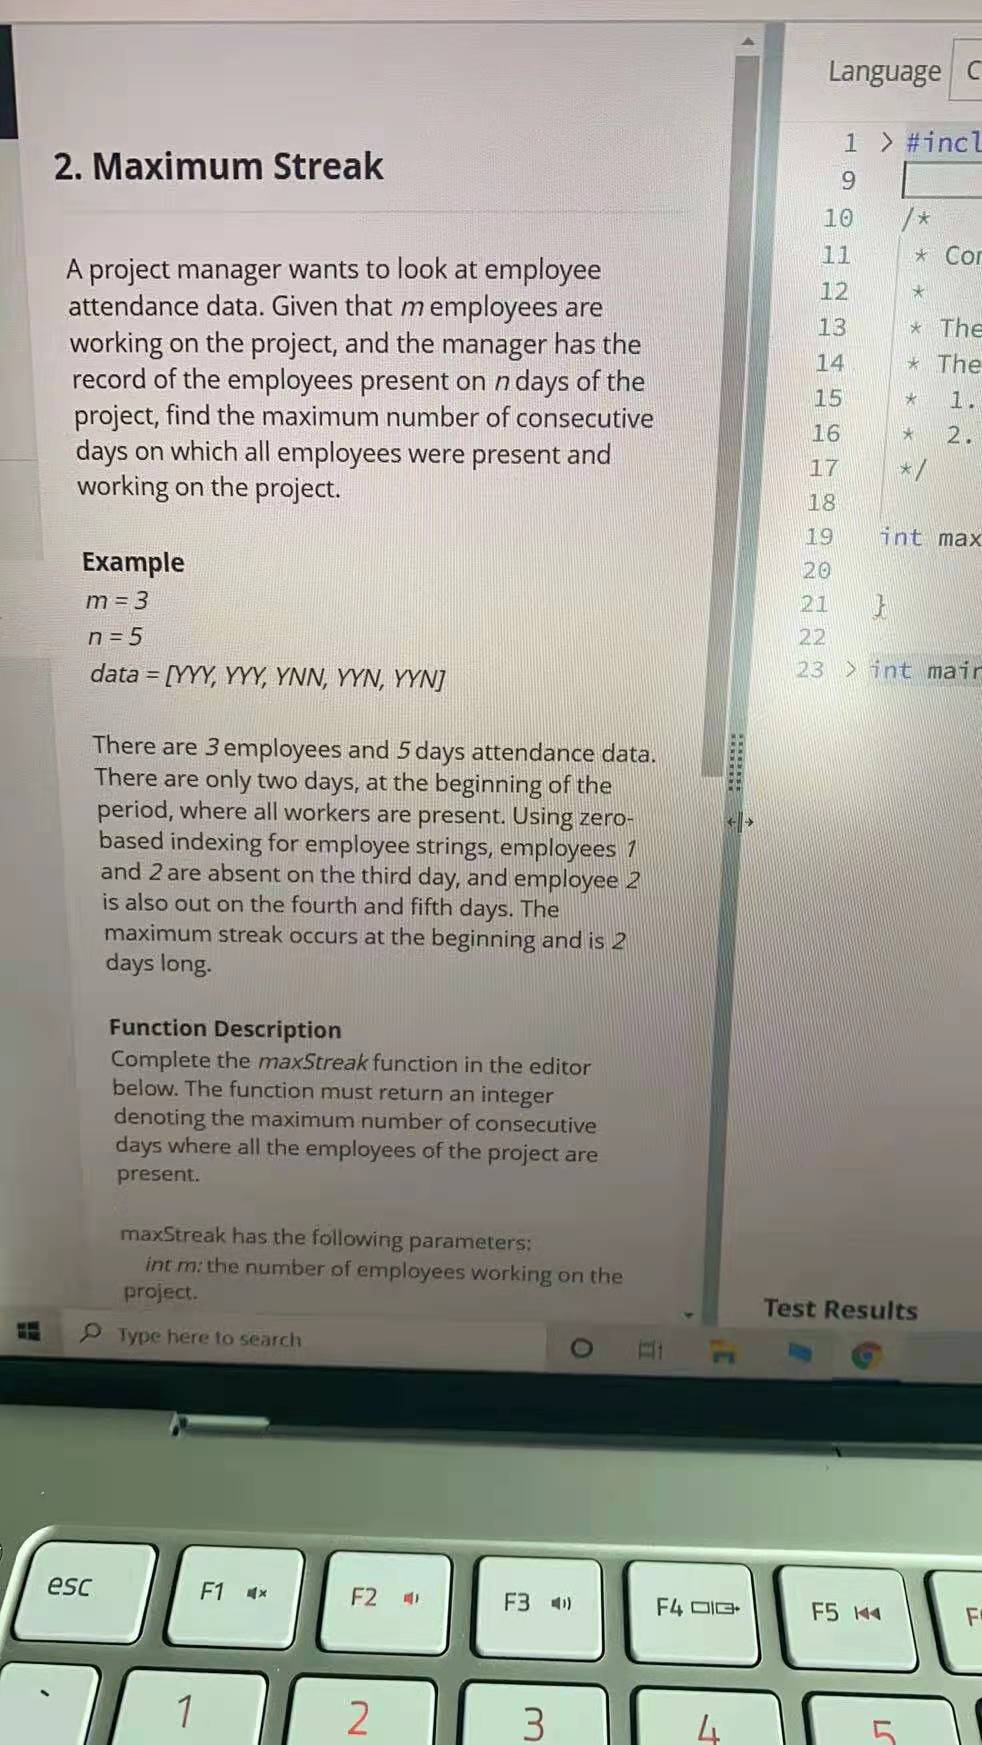 2. Maximum Streak
A project manager wants to look at employee
attendance data. Given that m employees are
working on the project, and the manager has the
record of the employees present on n days of the
project, find the maximum number of consecutive
days on which all employees were present and
working on the project.
Example
m = 3
n = 5
data = [YYY, YYY, YNN, YYN, YYN]
There are 3 employees and 5 days attendance data.
There are only two days, at the beginning of the
period, where all workers are present. Using zero-
based indexing for employee strings, employees 1
and 2 are absent on the third day, and employee 2
is also out on the fourth and fifth days. The
maximum streak occurs at the beginning and is 2
days long.
Function Description
Complete the maxStreak function in the editor
below. The function must return an integer
denoting the maximum number of consecutive
days where all the employees of the project are
present.
maxStreak has the following parameters:
int m: the number of employees working on the
project.
Language C
1 > #incl
9
10 /*
11 * Con
12 *
13 * The
14 * The
15 * 1.
16 * 2.
17 */
18
19 int max
20
21 }
22
23 > int main
Test Results
Type here to search
esc F1 F2 F3 F4 F5 F
` 1 2 3 4 5